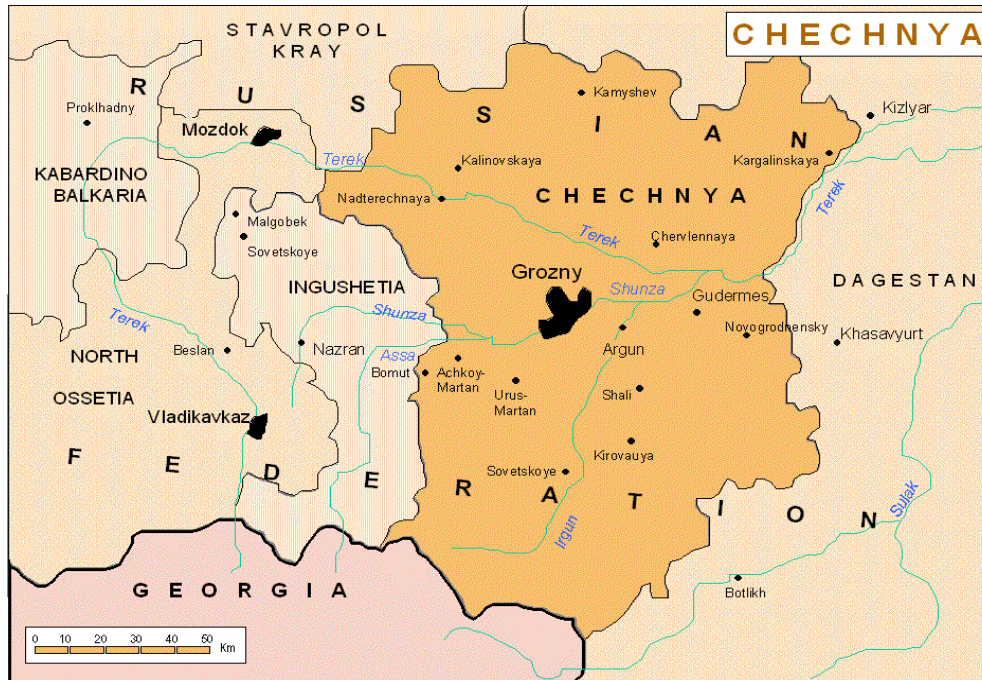 CHECHNYA
STAVROPOL
KRAY
RUSSIAN
FEDERATION
Proklhadny
Mozdok
Kamyshev
Kizlyar
KABARDINO
BALKARIA
Terek
Kalinovskaya
Kargalinskaya
Nadterechnaya
CHECHNYA
Terek
Malgobek
Sovetskoye
Terek
Chervlennaya
Grozny
DAGESTAN
INGUSHETIA
Shunza
Gudermes
Terek
Shunza
Novogrodnensky
Khasavyurt
NORTH
OSSETIA
Beslan
Nazran
Assa
Bomut
Achkoy-
Martan
Argun
Urus-
Martan
Shali
Vladikavkaz
Kirovauya
Sovetskoye
Irgun
Sulak
Botlikh
GEORGIA
0 10 20 30 40 50
Km